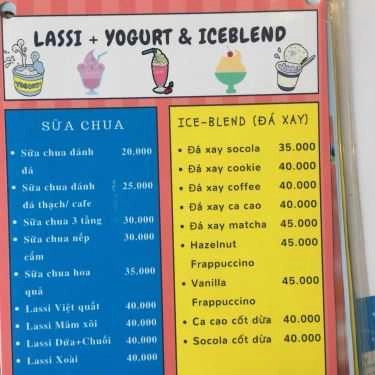 LASSI + YOGURT & ICEBLEND
YOGURT
SỮA CHUA
Sữa chua đánh đá 20.000
Sữa chua đánh đá thạch/ cafe 25.000
Sữa chua 3 tầng 30.000
Sữa chua nếp cẩm 30.000
Sữa chua hoa quả 35.000
Lassi Việt quất 40.000
Lassi Mâm xôi 40.000
Lassi Dứa+Chuối 40.000
Lassi Xoài 40.000
ICE-BLEND (ĐÁ XAY)
Đá xay socola 35.000
Đá xay cookie 40.000
Đá xay coffee 40.000
Đá xay ca cao 40.000
Đá xay matcha 45.000
Hazelnut Frappuccino 45.000
Vanilla Frappuccino 45.000
Ca cao cốt dừa 40.000
Socola cốt dừa 40.000